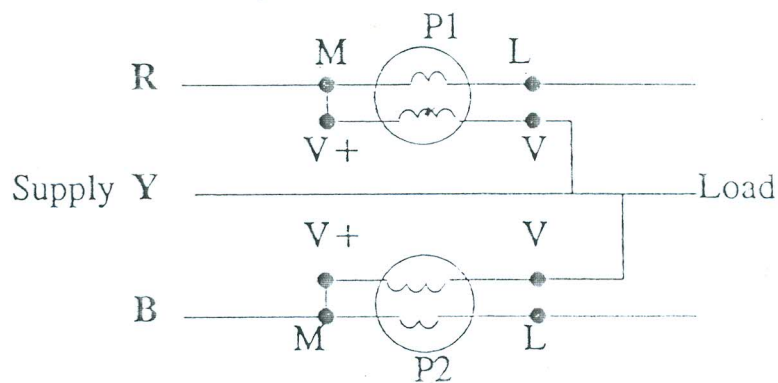 P1
M L
R
V+ V
Supply Y Load
V+ V
B
M L
P2